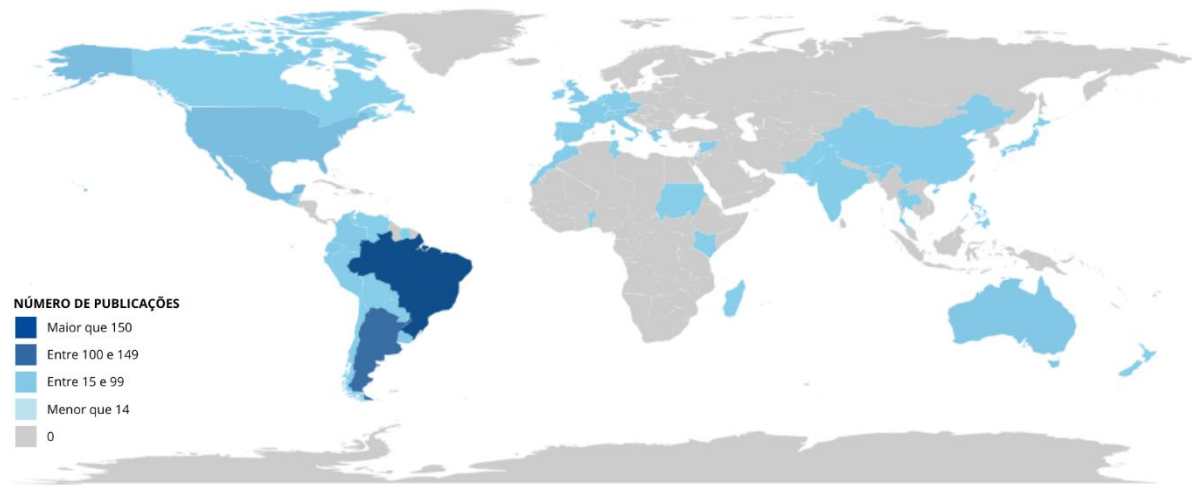 NÚMERO DE PUBLICAÇÕES
Maior que 150
Entre 100 e 149
Entre 15 e 99
Menor que 14
0